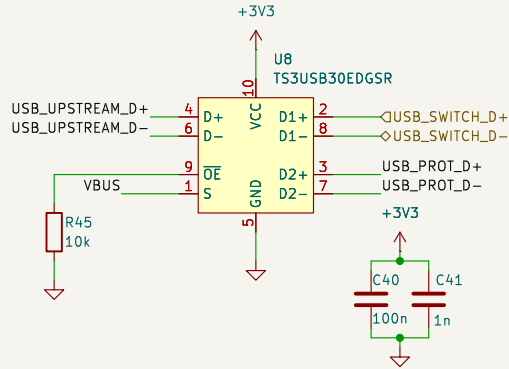 +3V3
U8
TS3USB30EDGSR
10
VCC
USB_UPSTREAM_D+ 4 D+ D1+ 2 USB_SWITCH_D+
USB_UPSTREAM_D- 6 D- D1- 8 USB_SWITCH_D-
9 OE D2+ 3 USB_PROT_D+
VBUS 1 S D2- 7 USB_PROT_D-
GND
5
R45
10k
+3V3
C40 C41
100n 1n